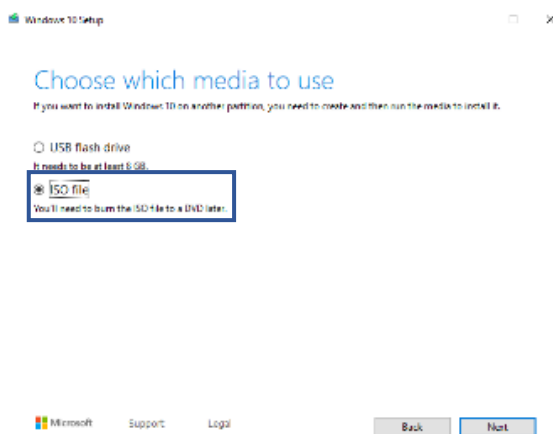 Windows 10 Setup
Choose which media to use
If you want to install Windows 10 on another partition, you need to create and then run the media to install it.
USB flash drive
It needs to be at least 8 GB.
ISO file
You'll need to burn the ISO file to a DVD later.
Microsoft Support Legal
Back Next